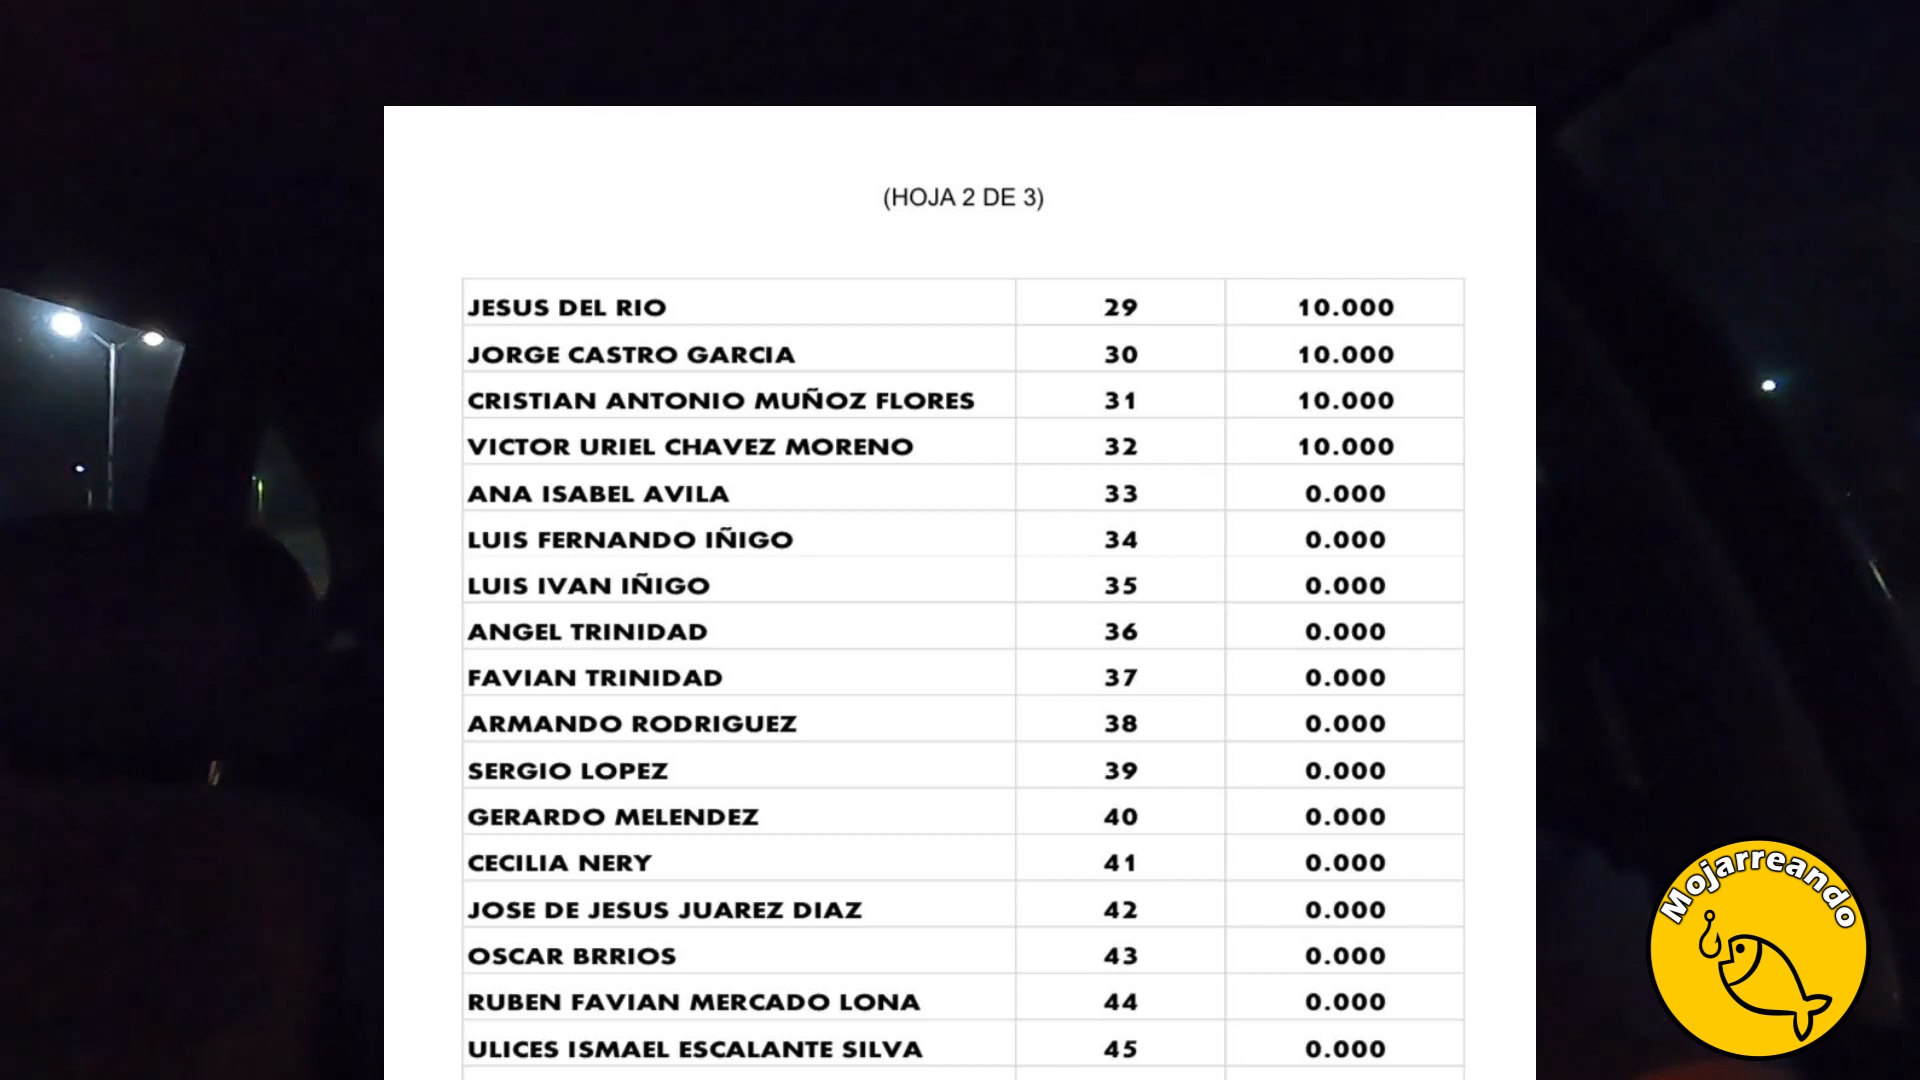 (HOJA 2 DE 3)
JESUS DEL RIO 29 10.000
JORGE CASTRO GARCIA 30 10.000
CRISTIAN ANTONIO MUÑOZ FLORES 31 10.000
VICTOR URIEL CHAVEZ MORENO 32 10.000
ANA ISABEL AVILA 33 0.000
LUIS FERNANDO IÑIGO 34 0.000
LUIS IVAN IÑIGO 35 0.000
ANGEL TRINIDAD 36 0.000
FAVIAN TRINIDAD 37 0.000
ARMANDO RODRIGUEZ 38 0.000
SERGIO LOPEZ 39 0.000
GERARDO MELENDEZ 40 0.000
CECILIA NERY 41 0.000
JOSE DE JESUS JUAREZ DIAZ 42 0.000
OSCAR BRRIOS 43 0.000
RUBEN FAVIAN MERCADO LONA 44 0.000
ULICES ISMAEL ESCALANTE SILVA 45 0.000
Mojarreando